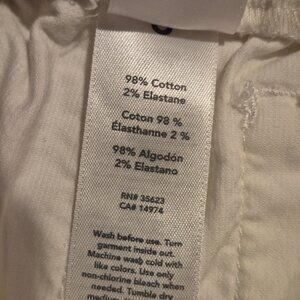 98% Cotton
2% Elastane
Coton 98 %
Élasthanne 2 %
98% Algodón
2% Elastano
RN# 35623
CA# 14974
Wash before use. Turn
garment inside out.
Machine wash cold with
like colors. Use only
non-chlorine bleach when
needed. Tumble dry